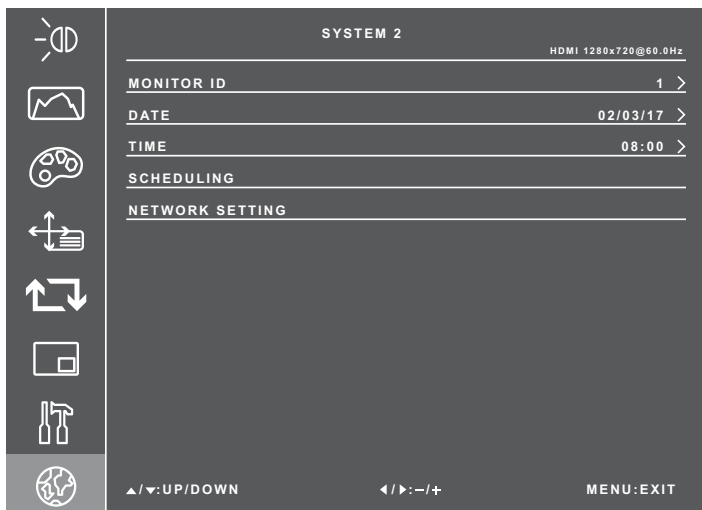 SYSTEM 2
HDMI 1280x720@60.0Hz
MONITOR ID 1 >
DATE 02/03/17 >
TIME 08:00 >
SCHEDULING
NETWORK SETTING
▲/▼:UP/DOWN ◀/▶:−/+ MENU:EXIT